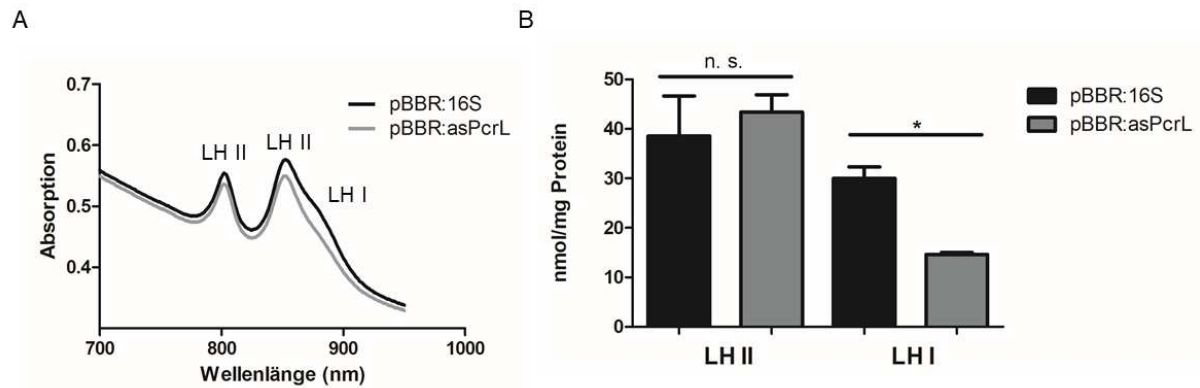 A
0.7
0.6
0.5
0.4
Absorption
LH II
LH II
LH I
pBBR:16S
pBBR:asPcrL
700
800
900
1000
Wellenlänge (nm)
B
50
40
30
20
10
0
nmol/mg Protein
n. s.
*
LH II
LH I
pBBR:16S
pBBR:asPcrL